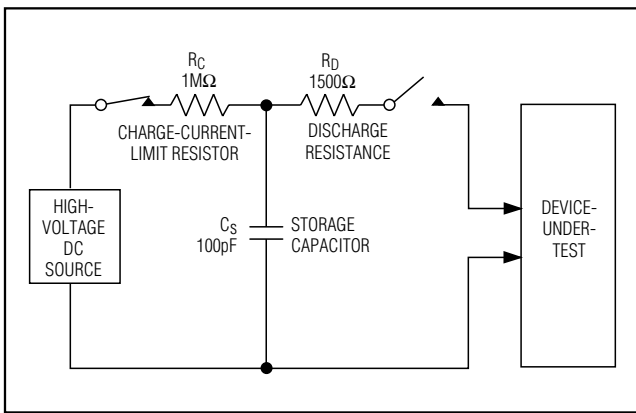 R_C
1MΩ
CHARGE-CURRENT-
LIMIT RESISTOR
R_D
1500Ω
DISCHARGE
RESISTANCE
HIGH-
VOLTAGE
DC
SOURCE
C_S
100pF
STORAGE
CAPACITOR
DEVICE-
UNDER-
TEST